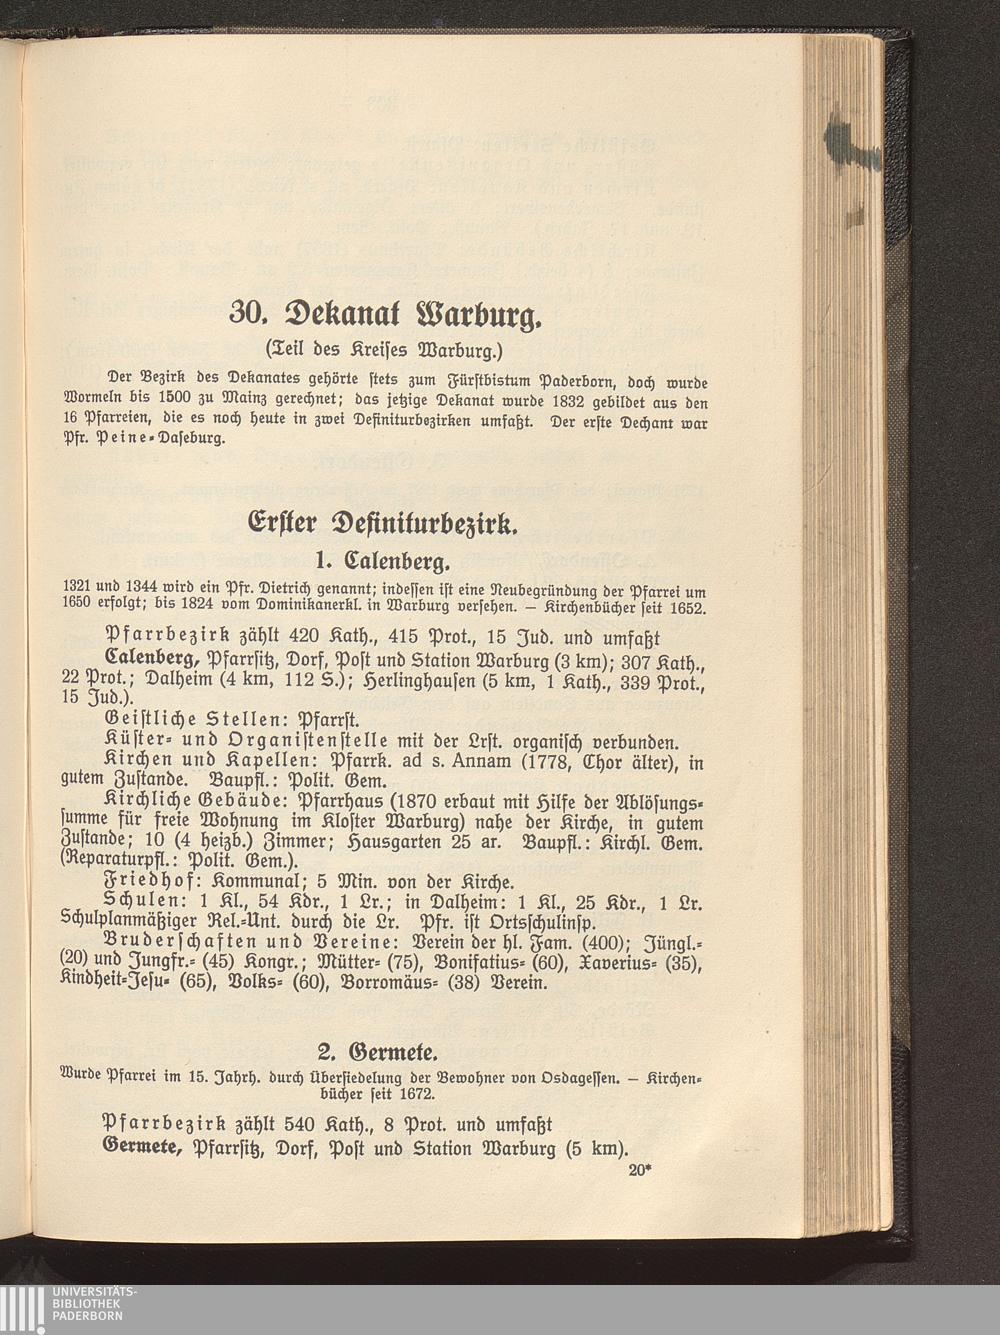 30. Dekanat Warburg.
(Teil des Kreises Warburg.)
Der Bezirk des Dekanates gehörte stets zum Fürstbistum Paderborn, doch wurde
Wormeln bis 1500 zu Mainz gerechnet; das jetzige Dekanat wurde 1832 gebildet aus den
16 Pfarreien, die es noch heute in zwei Definiturbezirken umfaßt. Der erste Dechant war
Pfr. Peine-Daseburg.
Erster Definiturbezirk.
1. Calenberg.
1321 und 1344 wird ein Pfr. Dietrich genannt; indessen ist eine Neubegründung der Pfarrei um
1650 erfolgt; bis 1824 vom Dominikanerkl. in Warburg versehen. — Kirchenbücher seit 1652.
Pfarrbezirk zählt 420 Kath., 415 Prot., 15 Jud. und umfaßt
Calenberg, Pfarrsitz, Dorf, Post und Station Warburg (3 km); 307 Kath.,
22 Prot.; Dalheim (4 km, 112 S.); Herlinghausen (5 km, 1 Kath., 339 Prot.,
15 Jud.).
Geistliche Stellen: Pfarrst.
Küster- und Organistenstelle mit der Lrst. organisch verbunden.
Kirchen und Kapellen: Pfarrk. ad s. Annam (1778, Chor älter), in
gutem Zustande. Baupfl.: Polit. Gem.
Kirchliche Gebäude: Pfarrhaus (1870 erbaut mit Hilfe der Ablösungs-
summe für freie Wohnung im Kloster Warburg) nahe der Kirche, in gutem
Zustande; 10 (4 heizb.) Zimmer; Hausgarten 25 ar. Baupfl.: Kirchl. Gem.
(Reparaturpfl.: Polit. Gem.).
Friedhof: Kommunal; 5 Min. von der Kirche.
Schulen: 1 Kl., 54 Kdr., 1 Lr.; in Dalheim: 1 Kl., 25 Kdr., 1 Lr.
Schulplanmäßiger Rel.-Unt. durch die Lr. Pfr. ist Ortsschulinsp.
Bruderschaften und Vereine: Verein der hl. Fam. (400); Jüngl.-
(20) und Jungfr.- (45) Kongr.; Mütter- (75), Bonifatius- (60), Xaverius- (35),
Kindheit-Jesu- (65), Volks- (60), Borromäus- (38) Verein.
2. Germete.
Wurde Pfarrei im 15. Jahrh. durch Übersiedelung der Bewohner von Osdagessen. — Kirchen-
bücher seit 1672.
Pfarrbezirk zählt 540 Kath., 8 Prot. und umfaßt
Germete, Pfarrsitz, Dorf, Post und Station Warburg (5 km).
20*
UNIVERSITÄTS-
BIBLIOTHEK
PADERBORN